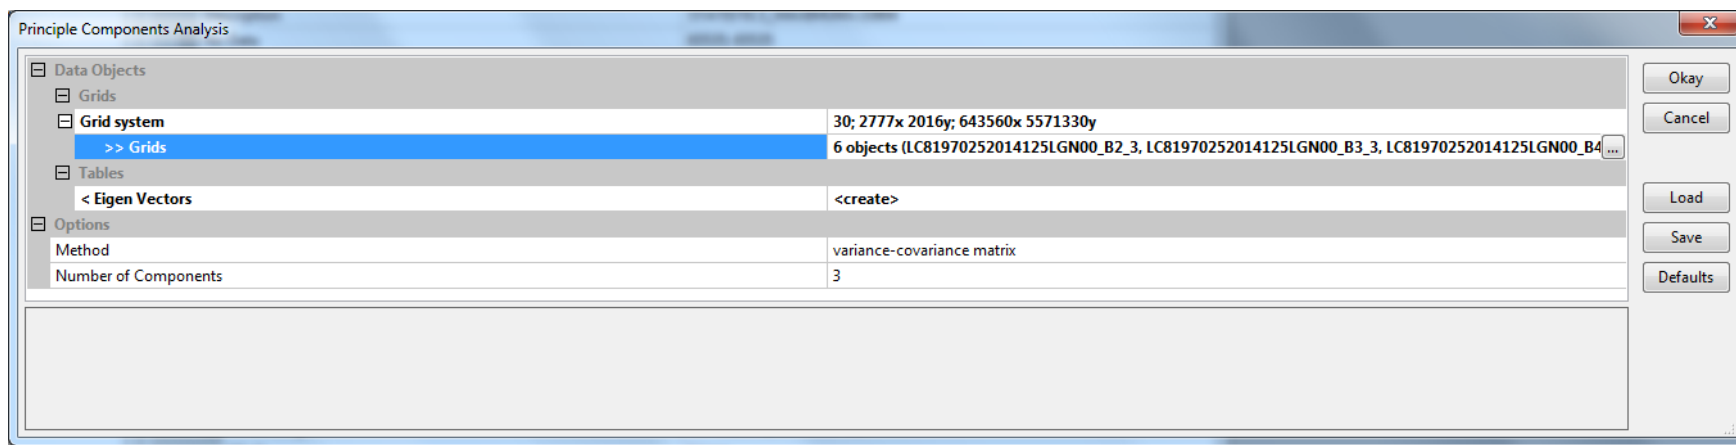 Principle Components Analysis
Data Objects
Grids
Grid system 30; 2777x 2016y; 643560x 5571330y
>> Grids 6 objects (LC81970252014125LGN00_B2_3, LC81970252014125LGN00_B3_3, LC81970252014125LGN00_B4 ...
Tables
< Eigen Vectors <create>
Options
Method variance-covariance matrix
Number of Components 3
Okay
Cancel
Load
Save
Defaults